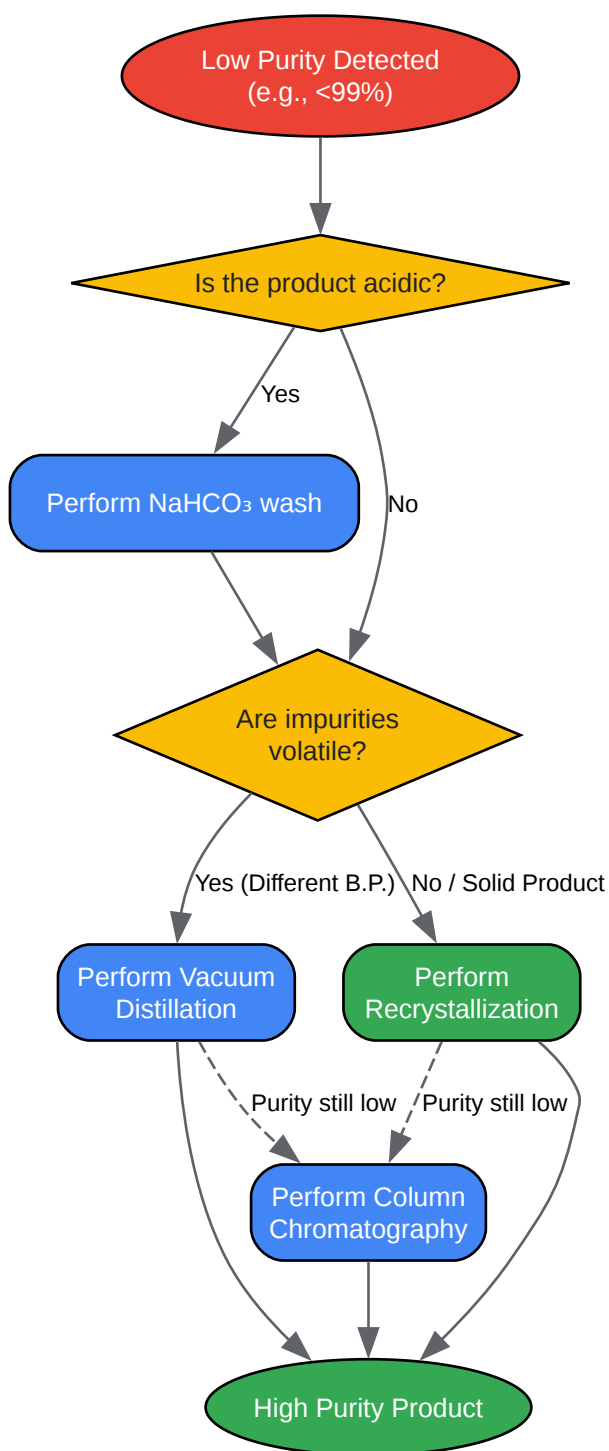 Low Purity Detected
(e.g., <99%)
Is the product acidic?
Yes
Perform NaHCO₃ wash
No
Are impurities
volatile?
Yes (Different B.P.)
No / Solid Product
Perform Vacuum
Distillation
Perform
Recrystallization
Purity still low
Purity still low
Perform Column
Chromatography
High Purity Product